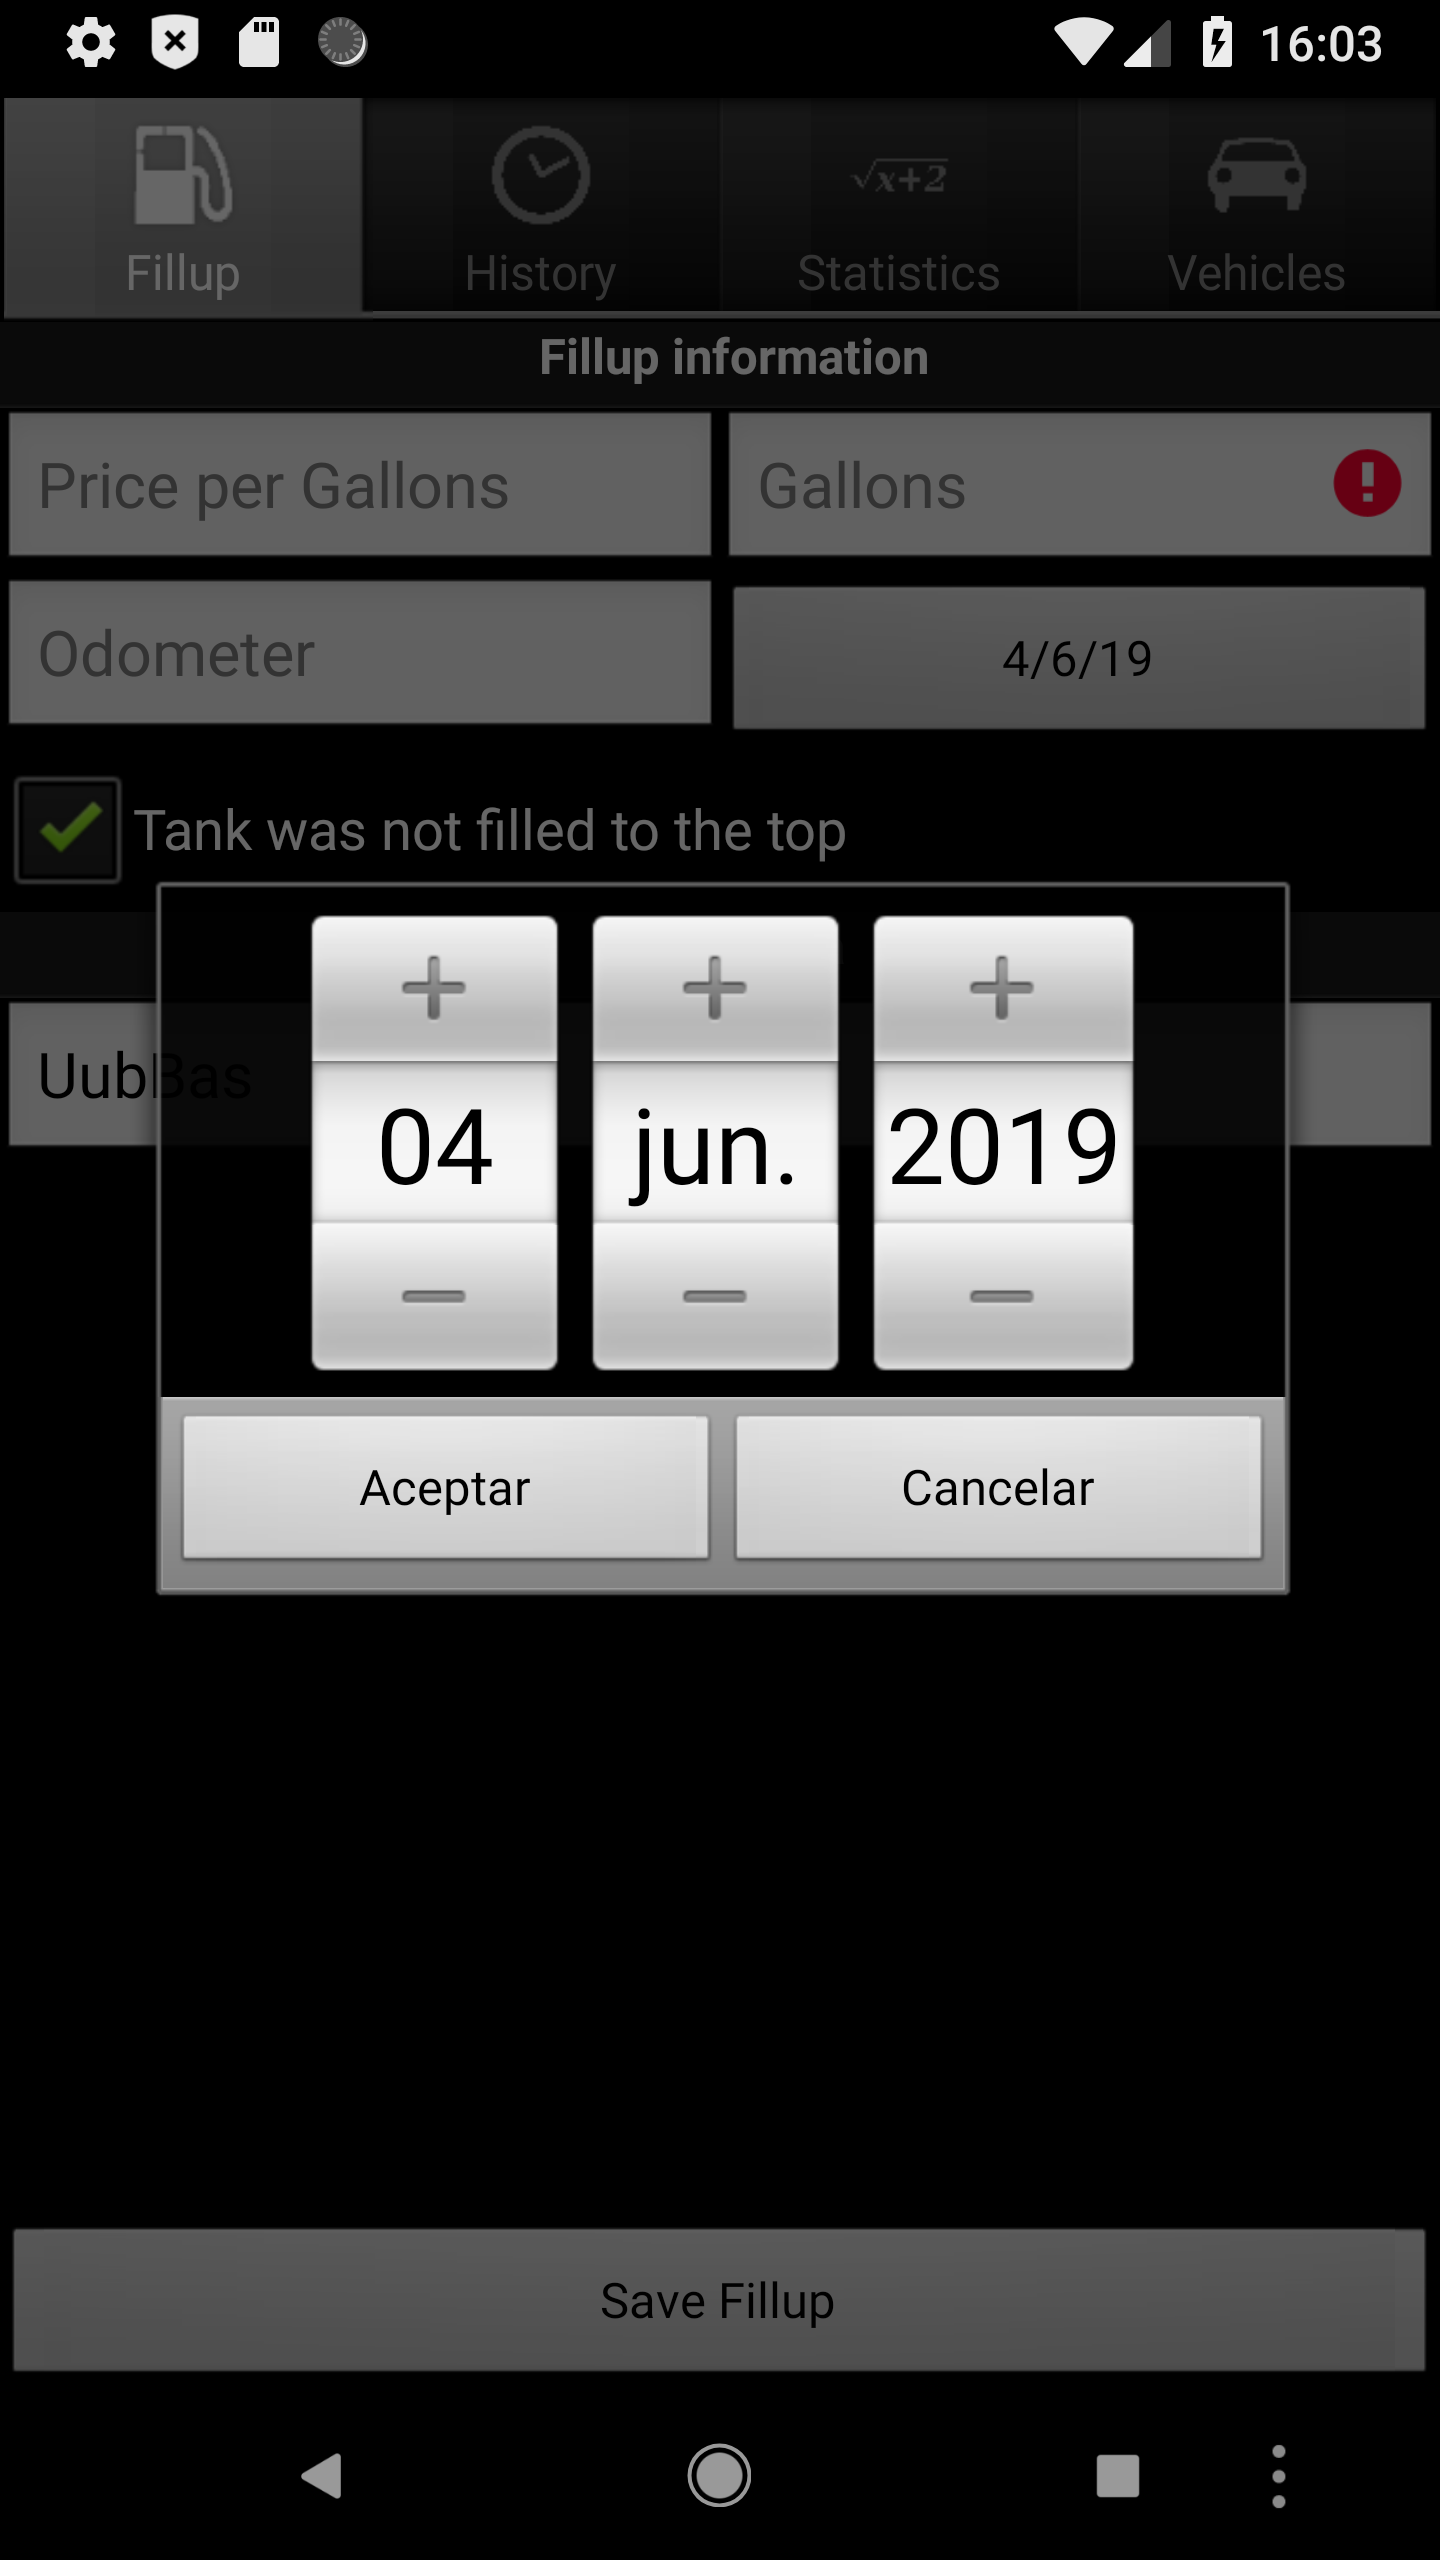 16:03
Fillup
History
√x+2
Statistics
Vehicles
Fillup information
Price per Gallons
Gallons
Odometer
4/6/19
Tank was not filled to the top
UubBas
04
jun.
2019
Aceptar
Cancelar
Save Fillup